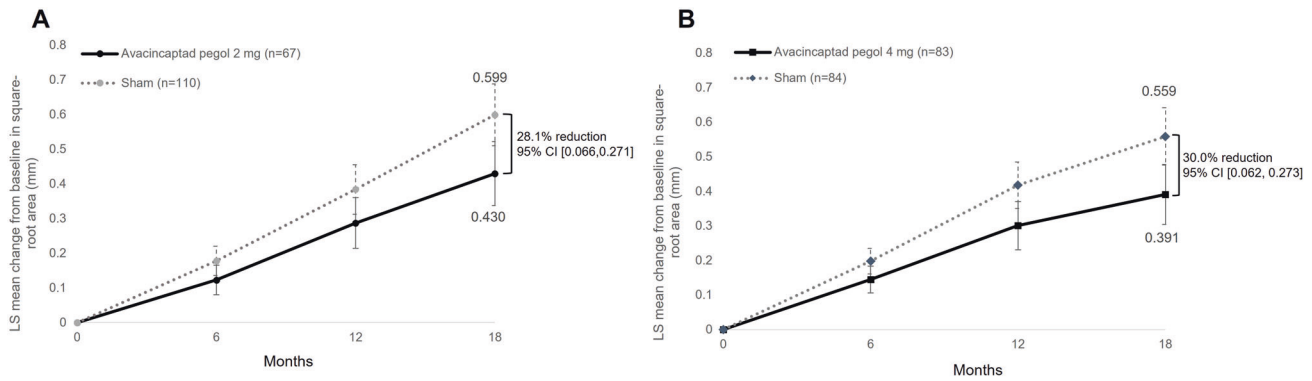 A
LS mean change from baseline in square-
root area (mm)
0.8
0.7
0.6
0.5
0.4
0.3
0.2
0.1
0
Avacincaptad pegol 2 mg (n=67)
Sham (n=110)
0.599
28.1% reduction
95% CI [0.066,0.271]
0.430
0 6 12 18
Months
B
LS mean change from baseline in square-
root area (mm)
0.8
0.7
0.6
0.5
0.4
0.3
0.2
0.1
0
Avacincaptad pegol 4 mg (n=83)
Sham (n=84)
0.559
30.0% reduction
95% CI [0.062, 0.273]
0.391
0 6 12 18
Months